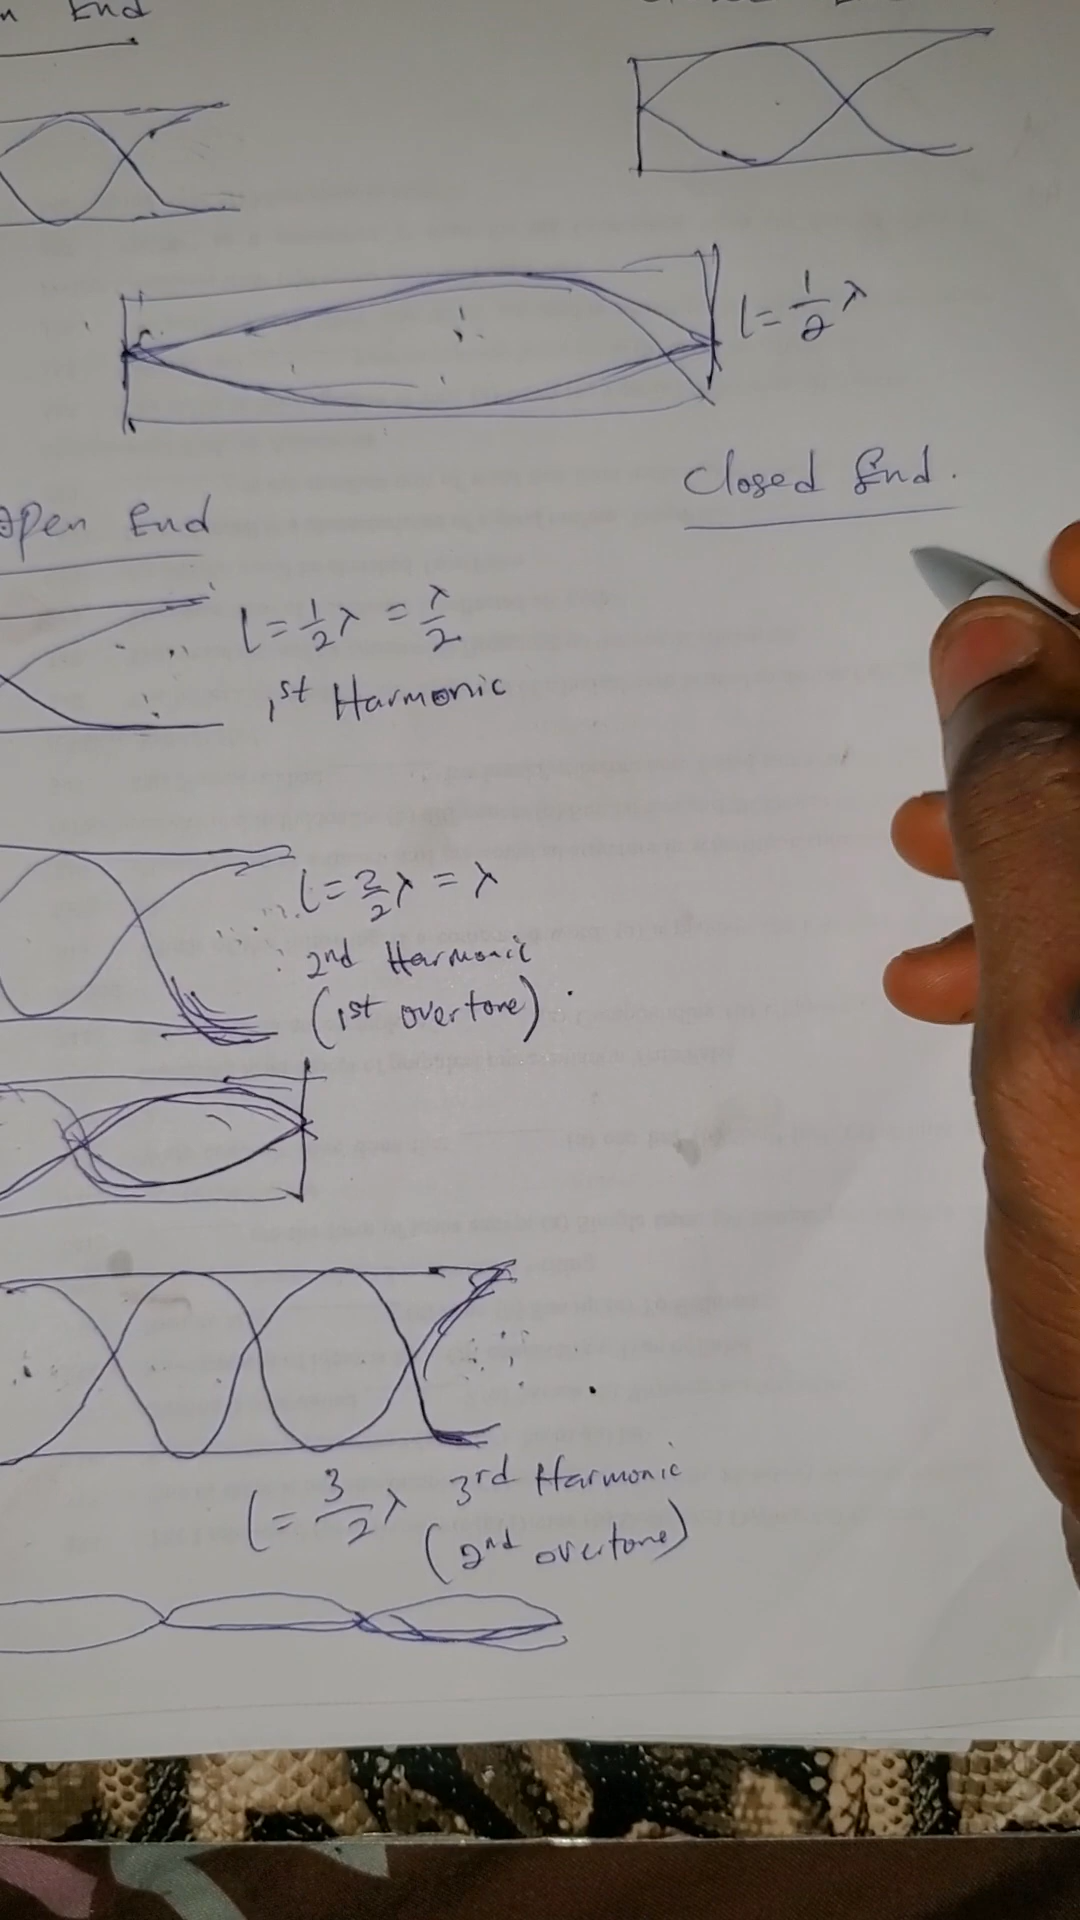 End
l = 1/2 λ
Closed End.
Open End
l = 1/2 λ = λ/2
1st Harmonic
l = 2/2 λ = λ
2nd Harmonic
(1st overtone).
l = 3/2 λ 3rd Harmonic
(2nd overtone)